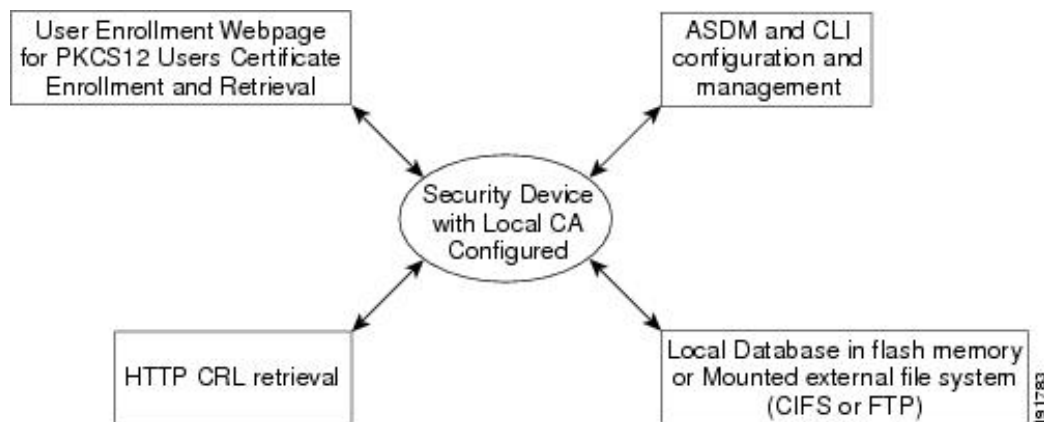 User Enrollment Webpage
for PKCS12 Users Certificate
Enrollment and Retrieval
ASDM and CLI
configuration and
management
Security Device
with Local CA
Configured
HTTP CRL retrieval
Local Database in flash memory
or Mounted external file system
(CIFS or FTP)
191783